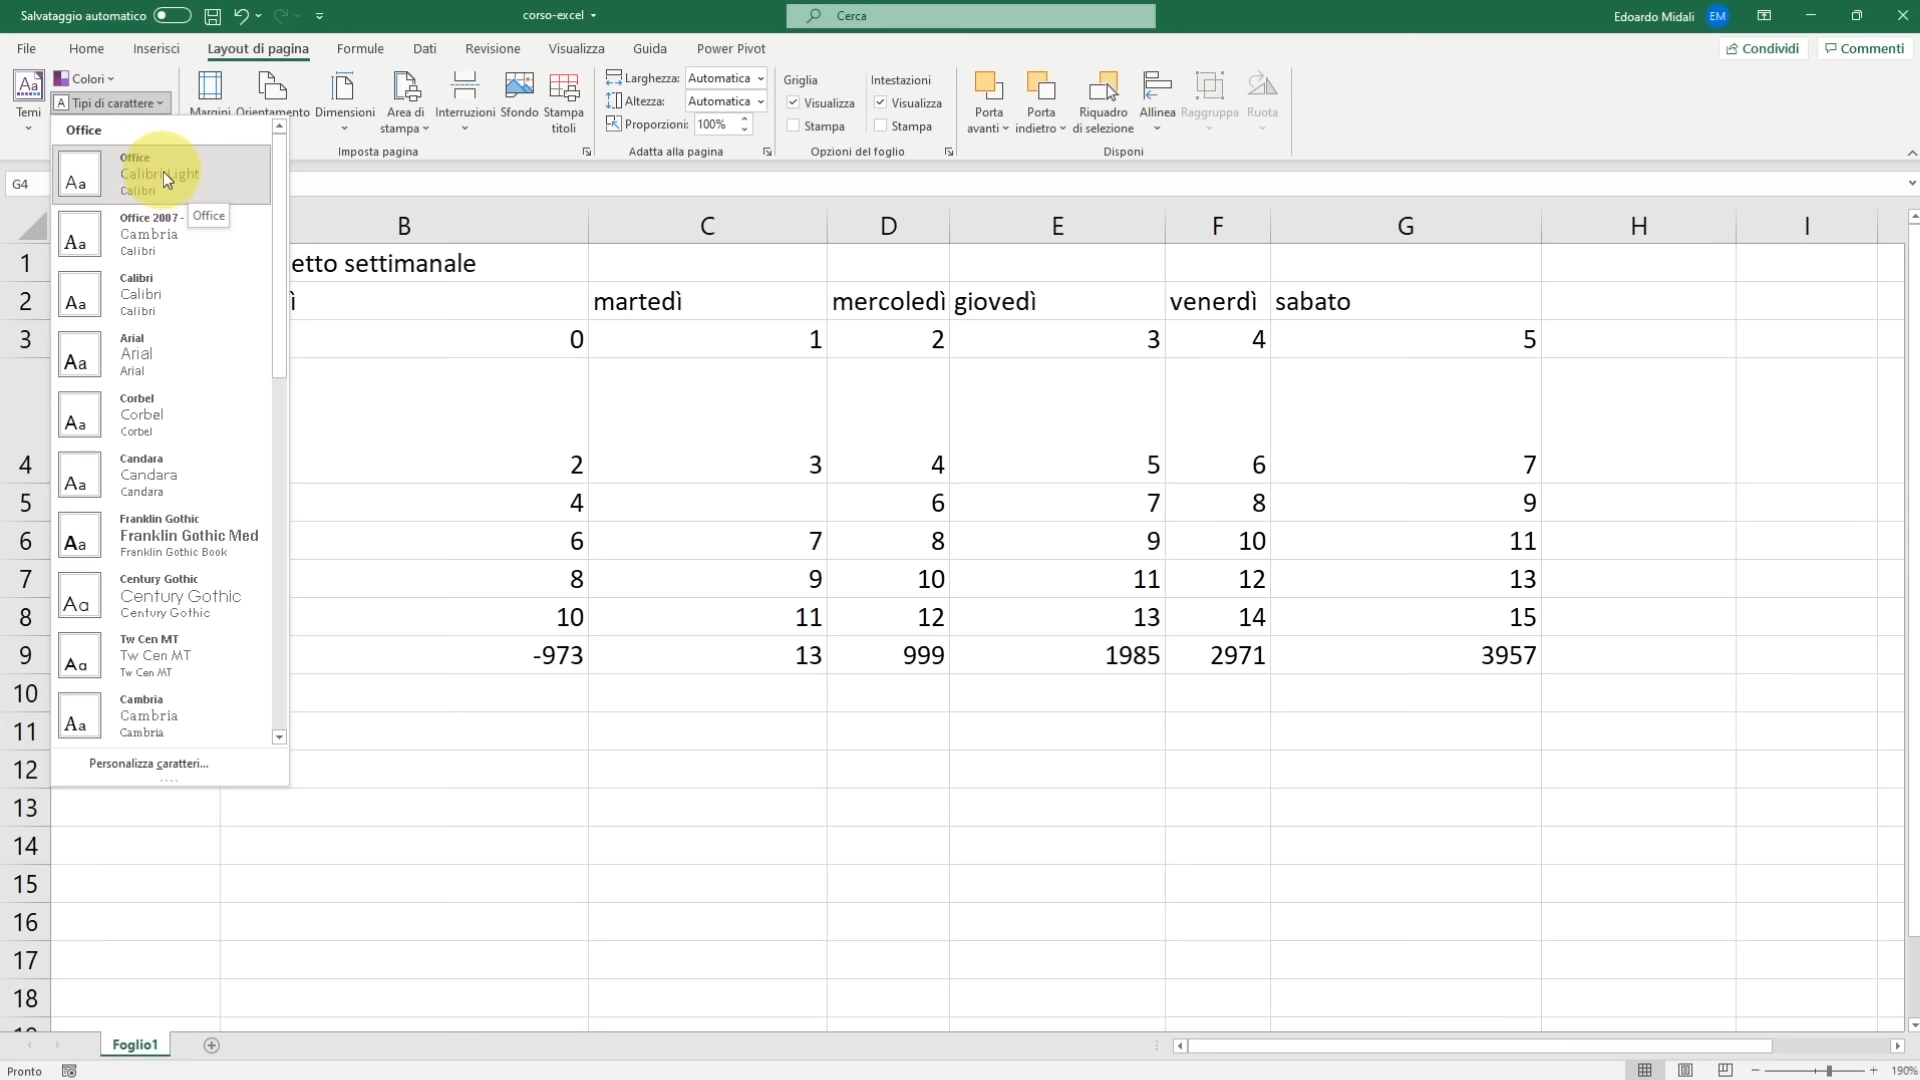 Salvataggio automatico
corso-excel
Cerca
Edoardo Midali EM
File Home Inserisci Layout di pagina Formule Dati Revisione Visualizza Guida Power Pivot
Condividi Commenti
Temi
Colori
Tipi di carattere
Margini Orientamento Dimensioni Area di stampa Interruzioni Sfondo Stampa titoli
Imposta pagina
Larghezza: Automatica
Altezza: Automatica
Proporzioni: 100%
Adatta alla pagina
Griglia Intestazioni
Visualizza Visualizza
Stampa Stampa
Opzioni del foglio
Porta avanti Porta indietro Riquadro di selezione Allinea Raggruppa Ruota
Disponi
G4
Office
Office
Calibri Light
Calibri
Office
Office 2007 -
Cambria
Calibri
Calibri
Calibri
Calibri
Arial
Arial
Arial
Corbel
Corbel
Corbel
Candara
Candara
Candara
Franklin Gothic
Franklin Gothic Med
Franklin Gothic Book
Century Gothic
Century Gothic
Century Gothic
Tw Cen MT
Tw Cen MT
Tw Cen MT
Cambria
Cambria
Cambria
Personalizza caratteri...
B C D E F G H I
1 etto settimanale
2 ì martedì mercoledì giovedì venerdì sabato
3 0 1 2 3 4 5
4 2 3 4 5 6 7
5 4 6 7 8 9
6 6 7 8 9 10 11
7 8 9 10 11 12 13
8 10 11 12 13 14 15
9 -973 13 999 1985 2971 3957
10
11
12
13
14
15
16
17
18
Foglio1
Pronto
190%